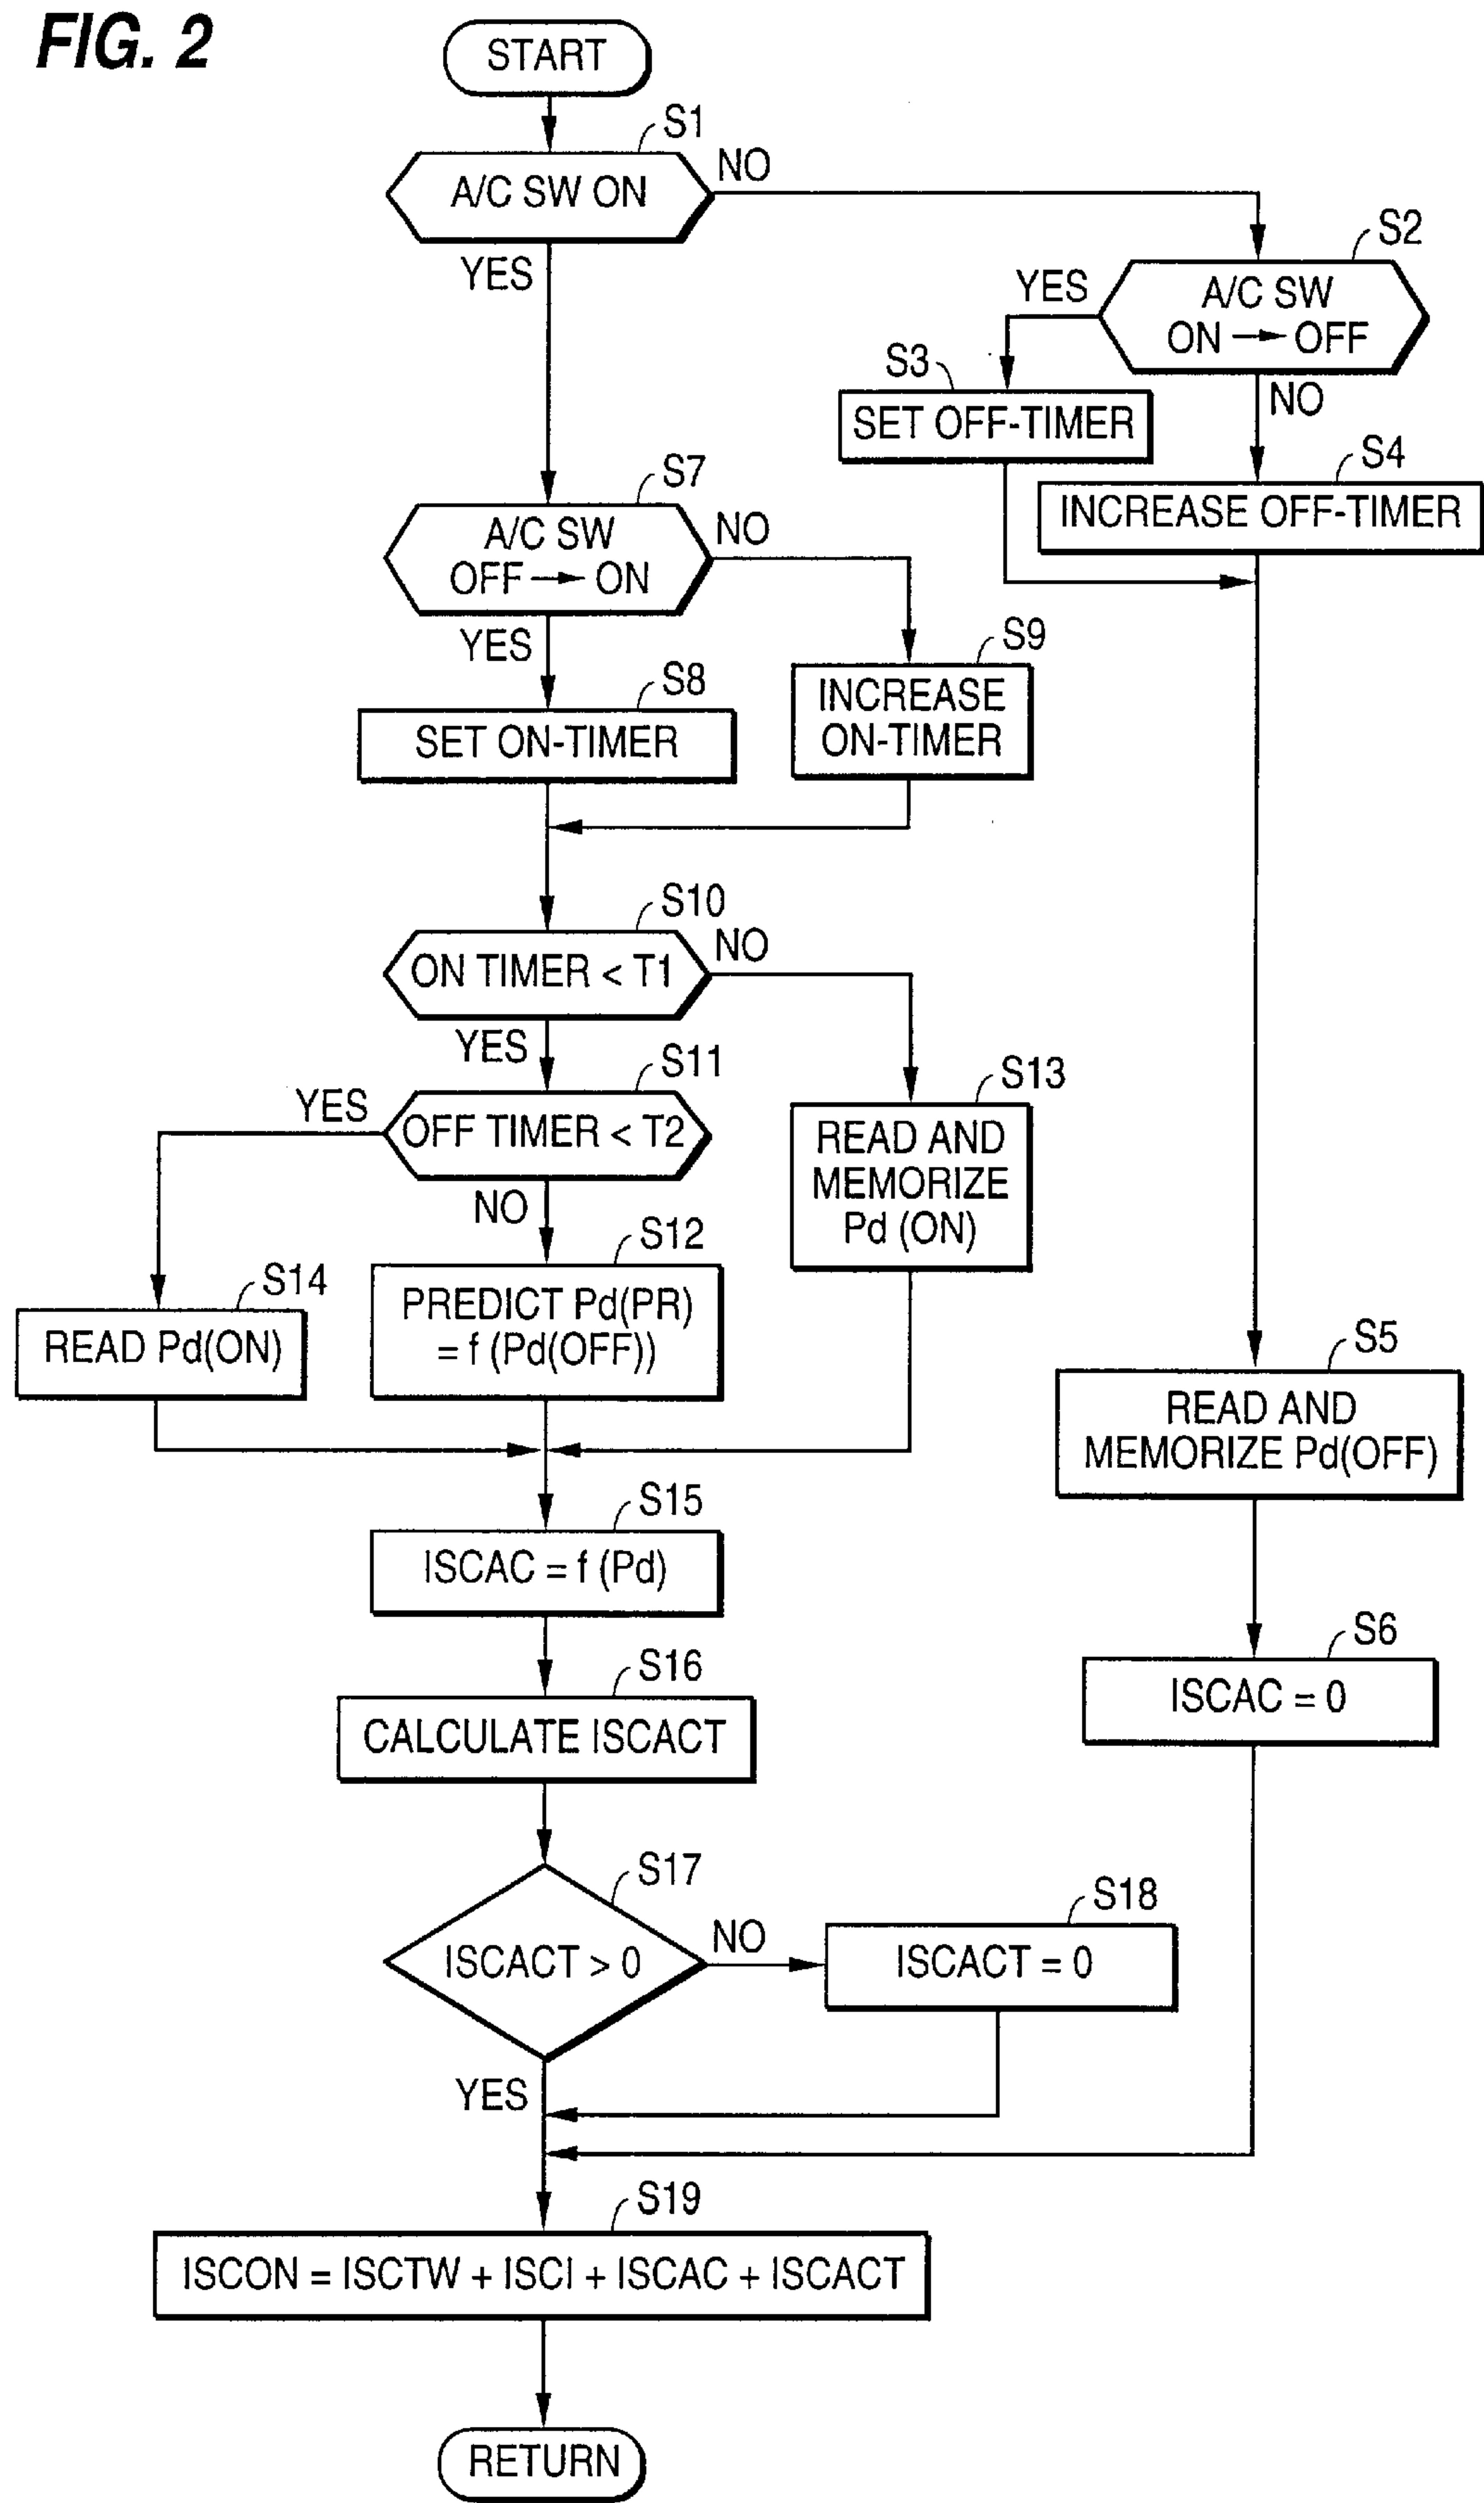 FIG. 2
START
S1
A/C SW ON
NO
YES
S2
A/C SW
ON → OFF
YES
NO
S3
SET OFF-TIMER
S4
INCREASE OFF-TIMER
S7
A/C SW
OFF → ON
NO
YES
S9
INCREASE
ON-TIMER
S8
SET ON-TIMER
S10
ON TIMER < T1
NO
YES
S11
OFF TIMER < T2
YES
NO
S13
READ AND
MEMORIZE
Pd (ON)
S12
PREDICT Pd(PR)
= f (Pd(OFF))
S14
READ Pd(ON)
S5
READ AND
MEMORIZE Pd(OFF)
S15
ISCAC = f (Pd)
S6
ISCAC = 0
S16
CALCULATE ISCACT
S17
ISCACT > 0
NO
YES
S18
ISCACT = 0
S19
ISCON = ISCTW + ISCI + ISCAC + ISCACT
RETURN